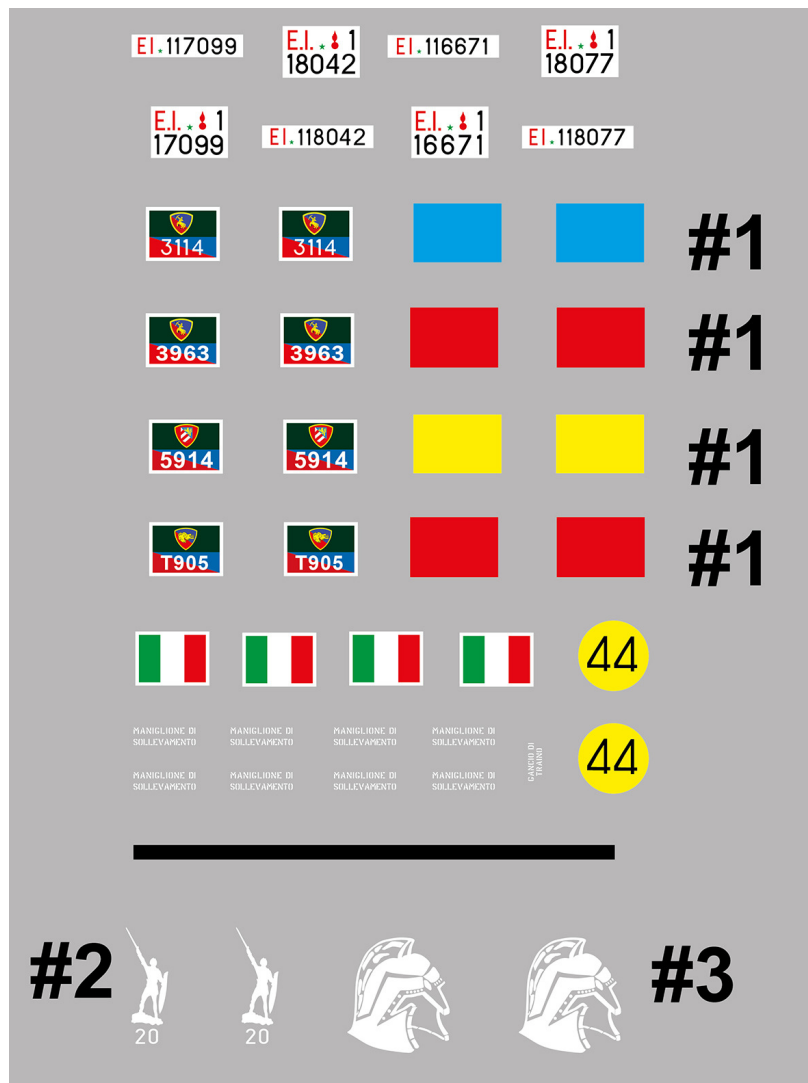 EI.117099
E.I. 1
18042
EI.116671
E.I. 1
18077
E.I. 1
17099
EI.118042
E.I. 1
16671
EI.118077
3114
3114
#1
3963
3963
#1
5914
5914
#1
T905
T905
#1
44
MANIGLIONE DI
SOLLEVAMENTO
MANIGLIONE DI
SOLLEVAMENTO
MANIGLIONE DI
SOLLEVAMENTO
MANIGLIONE DI
SOLLEVAMENTO
MANIGLIONE DI
SOLLEVAMENTO
MANIGLIONE DI
SOLLEVAMENTO
MANIGLIONE DI
SOLLEVAMENTO
MANIGLIONE DI
SOLLEVAMENTO
GANCHI DI
TRAINO
44
#2
20
20
#3